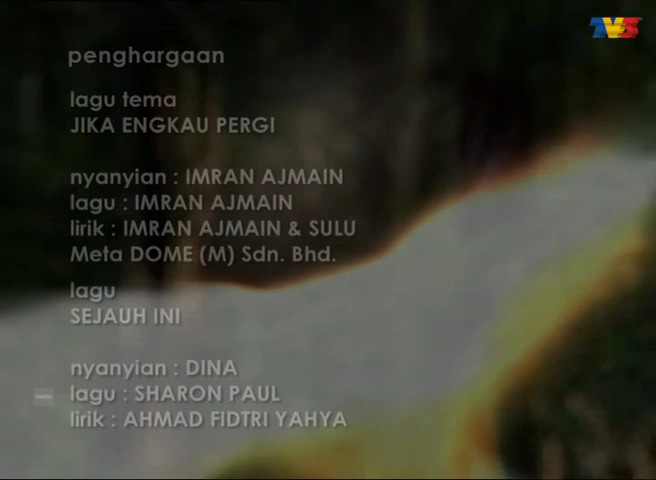 TV3
penghargaan
lagu tema
JIKA ENGKAU PERGI
nyanyian : IMRAN AJMAIN
lagu : IMRAN AJMAIN
lirik : IMRAN AJMAIN & SULU
Meta DOME (M) Sdn. Bhd.
lagu
SEJAUH INI
nyanyian : DINA
lagu : SHARON PAUL
lirik : AHMAD FIDTRI YAHYA